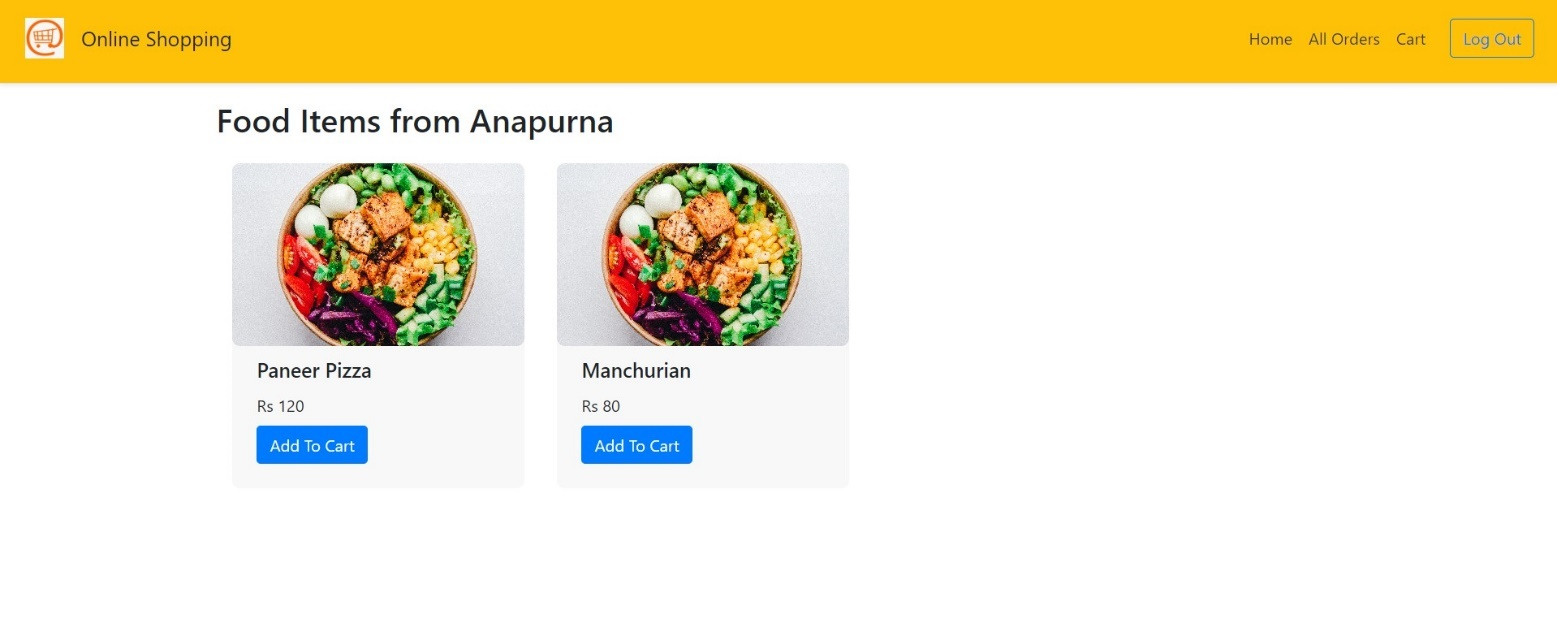 Online Shopping
Home All Orders Cart Log Out
Food Items from Anapurna
Paneer Pizza
Rs 120
Add To Cart
Manchurian
Rs 80
Add To Cart